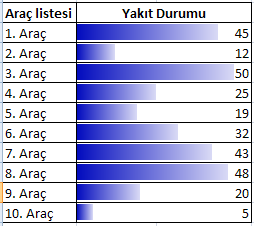 Araç listesi Yakıt Durumu
1. Araç 45
2. Araç 12
3. Araç 50
4. Araç 25
5. Araç 19
6. Araç 32
7. Araç 43
8. Araç 48
9. Araç 20
10. Araç 5